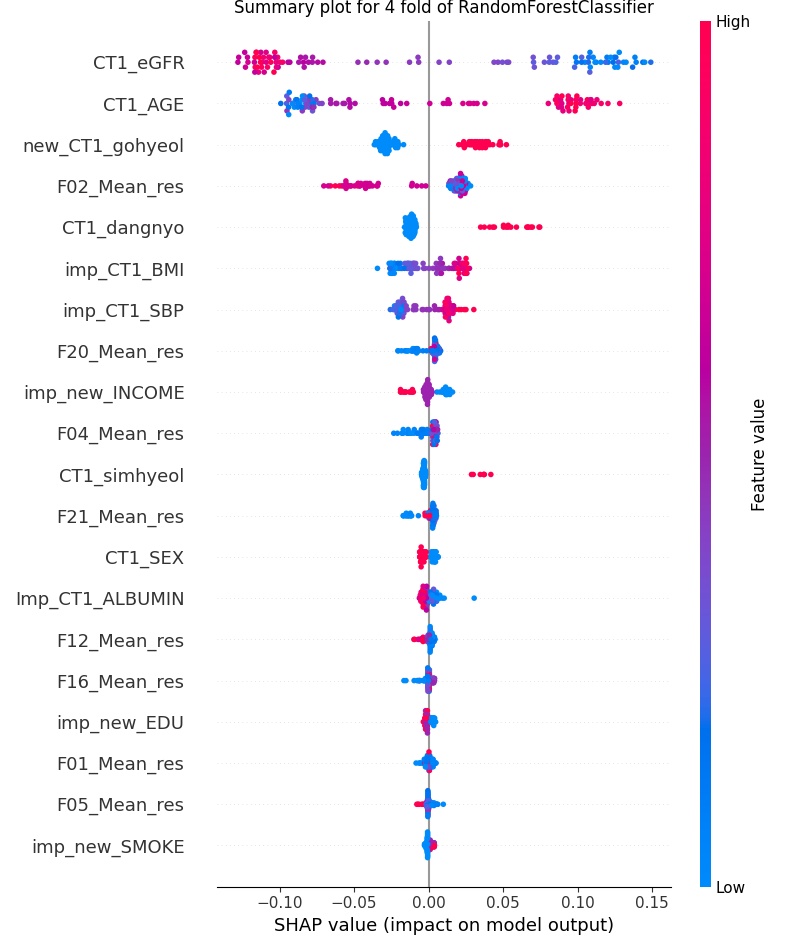 Summary plot for 4 fold of RandomForestClassifier
High
CT1_eGFR
CT1_AGE
new_CT1_gohyeol
F02_Mean_res
CT1_dangnyo
imp_CT1_BMI
imp_CT1_SBP
F20_Mean_res
imp_new_INCOME
F04_Mean_res
CT1_simhyeol
F21_Mean_res
CT1_SEX
Imp_CT1_ALBUMIN
F12_Mean_res
F16_Mean_res
imp_new_EDU
F01_Mean_res
F05_Mean_res
imp_new_SMOKE
Feature value
Low
−0.10 −0.05 0.00 0.05 0.10 0.15
SHAP value (impact on model output)